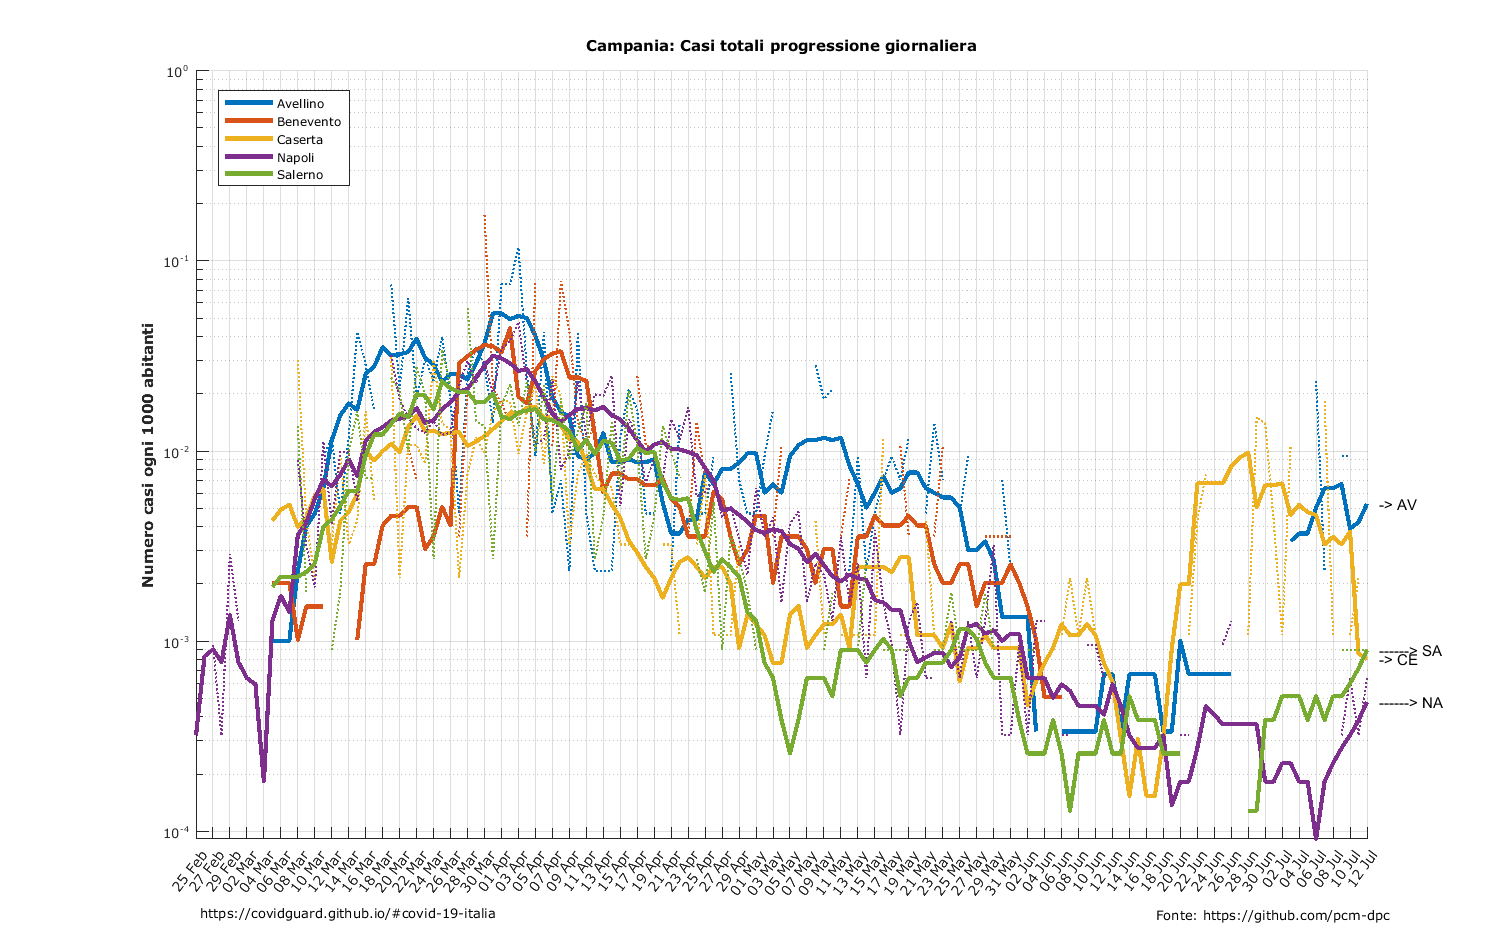 Campania: Casi totali progressione giornaliera
Numero casi ogni 1000 abitanti
10^0
10^-1
10^-2
10^-3
10^-4
Avellino
Benevento
Caserta
Napoli
Salerno
-> AV
------> SA
-> CE
------> NA
25 Feb
27 Feb
29 Feb
02 Mar
04 Mar
06 Mar
08 Mar
10 Mar
12 Mar
14 Mar
16 Mar
18 Mar
20 Mar
22 Mar
24 Mar
26 Mar
28 Mar
30 Mar
01 Apr
03 Apr
05 Apr
07 Apr
09 Apr
11 Apr
13 Apr
15 Apr
17 Apr
19 Apr
21 Apr
23 Apr
25 Apr
27 Apr
29 Apr
01 May
03 May
05 May
07 May
09 May
11 May
13 May
15 May
17 May
19 May
21 May
23 May
25 May
27 May
29 May
31 May
02 Jun
04 Jun
06 Jun
08 Jun
10 Jun
12 Jun
14 Jun
16 Jun
18 Jun
20 Jun
22 Jun
24 Jun
26 Jun
28 Jun
30 Jun
02 Jul
04 Jul
06 Jul
08 Jul
10 Jul
12 Jul
https://covidguard.github.io/#covid-19-italia
Fonte: https://github.com/pcm-dpc